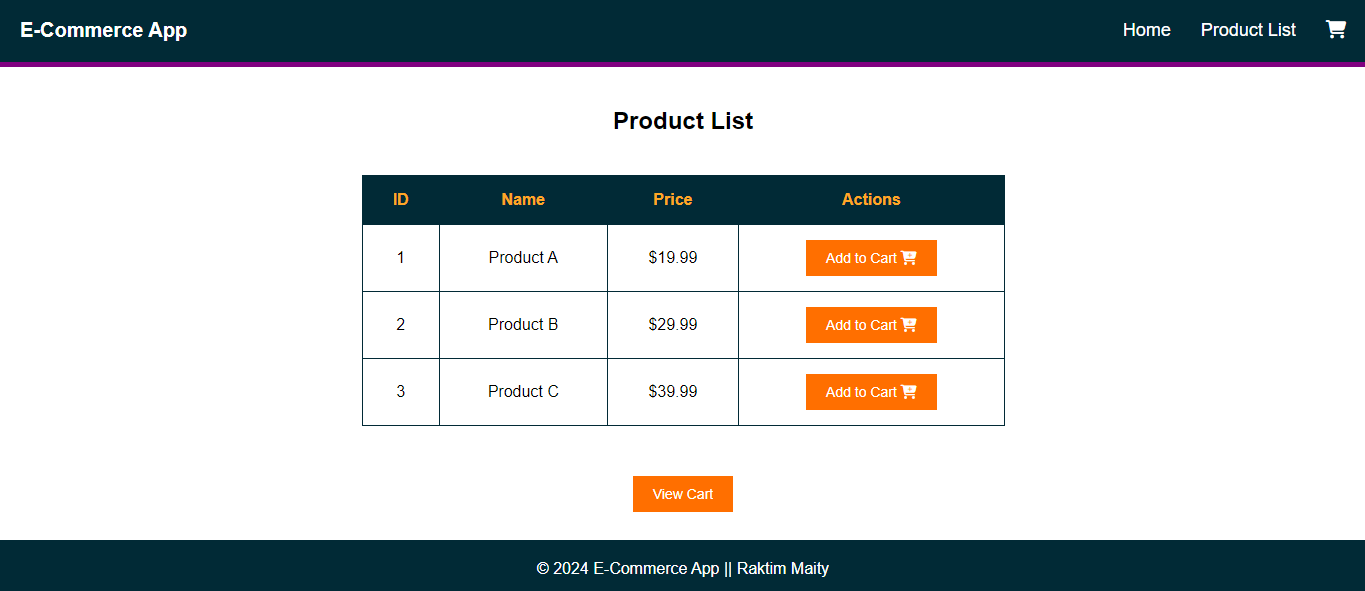 E-Commerce App Home Product List
Product List
ID Name Price Actions
1 Product A $19.99 Add to Cart
2 Product B $29.99 Add to Cart
3 Product C $39.99 Add to Cart
View Cart
© 2024 E-Commerce App || Raktim Maity